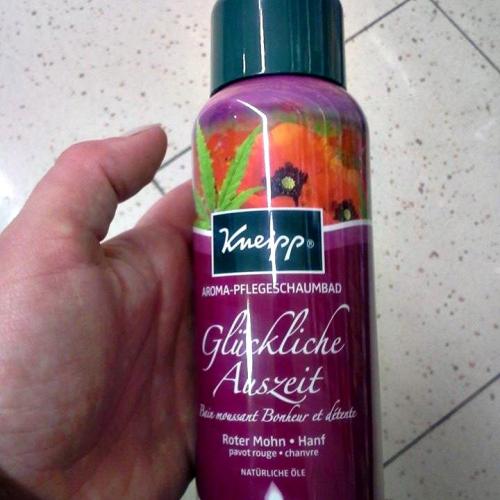 Kneipp®
AROMA-PFLEGESCHAUMBAD
Glückliche
Auszeit
Bain moussant Bonheur et détente
Roter Mohn • Hanf
pavot rouge • chanvre
NATÜRLICHE ÖLE